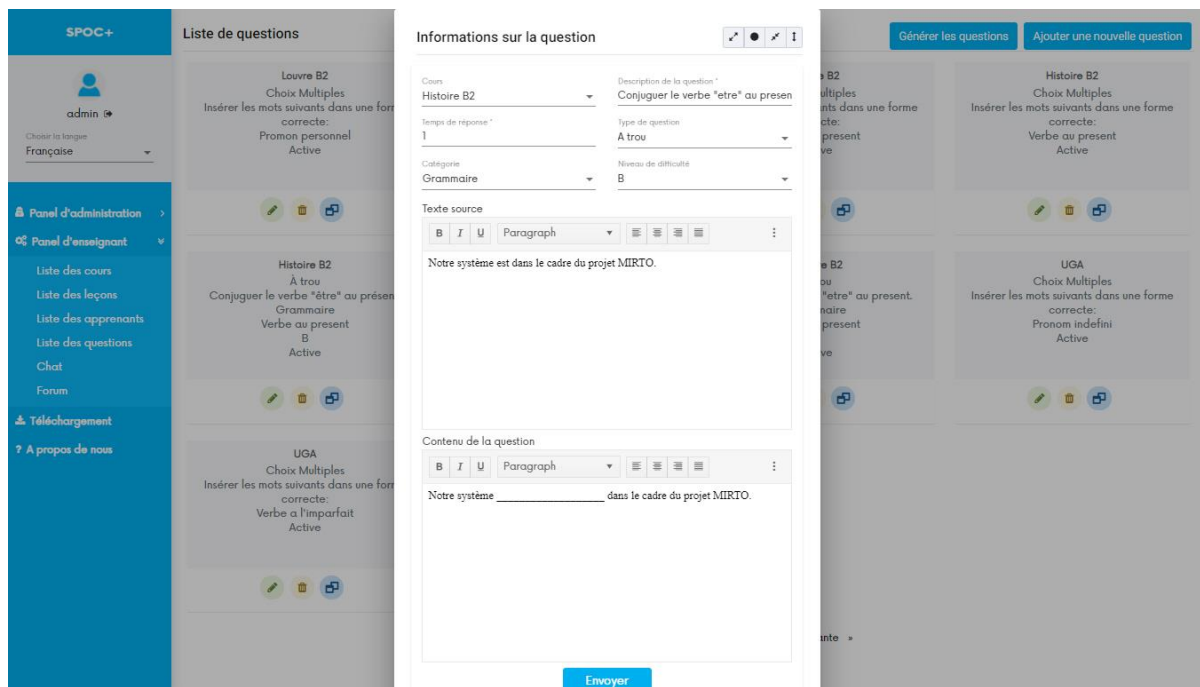 SPOC+
admin
Choisir la langue
Française
Panel d'administration
Panel d'enseignant
Liste des cours
Liste des leçons
Liste des apprenants
Liste des questions
Chat
Forum
Téléchargement
? A propos de nous
Liste de questions
Générer les questions
Ajouter une nouvelle question
Louvre B2
Choix Multiples
Insérer les mots suivants dans une for
correcte:
Promon personnel
Active
Histoire B2
À trou
Conjuguer le verbe "être" au présen
Grammaire
Verbe au present
B
Active
UGA
Choix Multiples
Insérer les mots suivants dans une for
correcte:
Verbe a l'imparfait
Active
Informations sur la question
Cours
Histoire B2
Description de la question *
Conjuguer le verbe "etre" au presen
Temps de réponse *
1
Type de question
A trou
Catégorie
Grammaire
Niveau de difficulté
B
Texte source
B I U Paragraph
Notre système est dans le cadre du projet MIRTO.
Contenu de la question
B I U Paragraph
Notre système ____________________ dans le cadre du projet MIRTO.
Envoyer
B2
ultiples
nts dans une forme
cte:
present
ve
e B2
ou
"etre" au present.
naire
present
ve
Histoire B2
Choix Multiples
Insérer les mots suivants dans une forme
correcte:
Verbe au present
Active
UGA
Choix Multiples
Insérer les mots suivants dans une forme
correcte:
Pronom indefini
Active
ante »